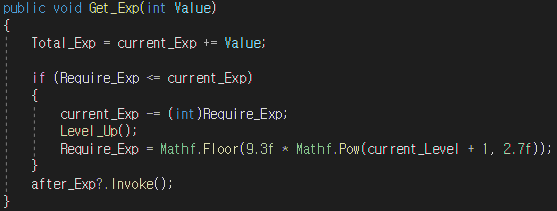 public void Get_Exp(int Value)
{
Total_Exp = current_Exp += Value;
if (Require_Exp <= current_Exp)
{
current_Exp -= (int)Require_Exp;
Level_Up();
Require_Exp = Mathf.Floor(9.3f * Mathf.Pow(current_Level + 1, 2.7f));
}
after_Exp?.Invoke();
}